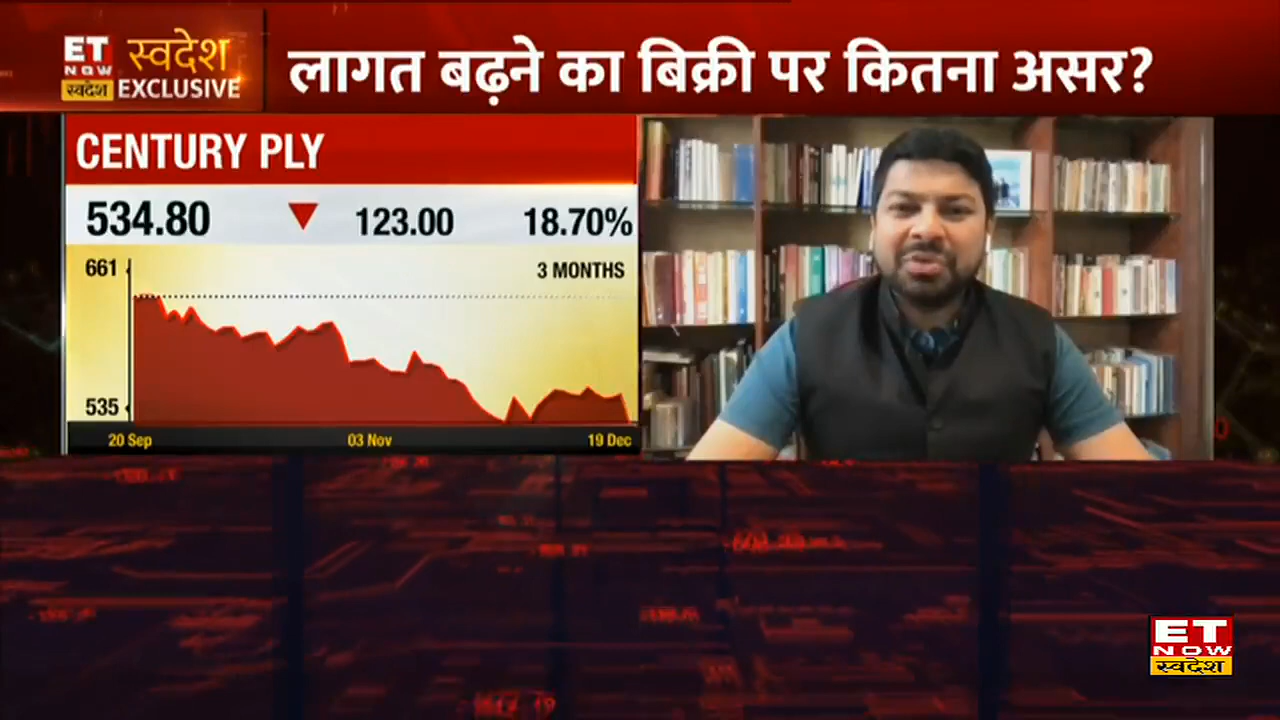 ET NOW स्वदेश
स्वदेश EXCLUSIVE
लागत बढ़ने का बिक्री पर कितना असर?
CENTURY PLY
534.80 ▼ 123.00 18.70%
661
3 MONTHS
535
20 Sep 03 Nov 19 Dec
ET
NOW
स्वदेश